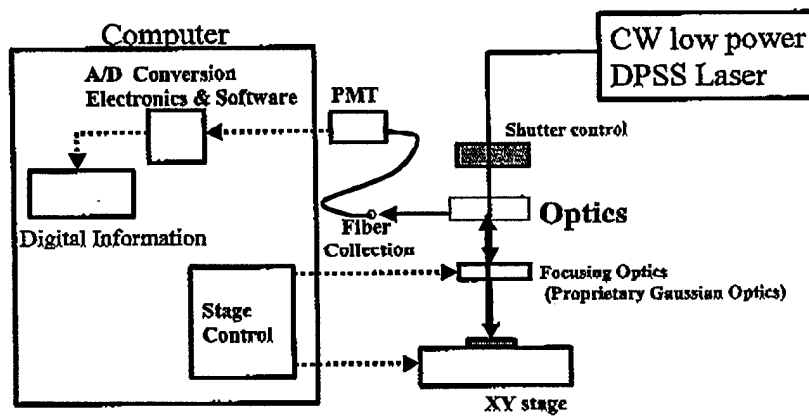 Computer
CW low power
DPSS Laser
A/D Conversion
Electronics & Software
PMT
Shutter control
Optics
Fiber
Collection
Digital Information
Focusing Optics
(Proprietary Gaussian Optics)
Stage
Control
XY stage